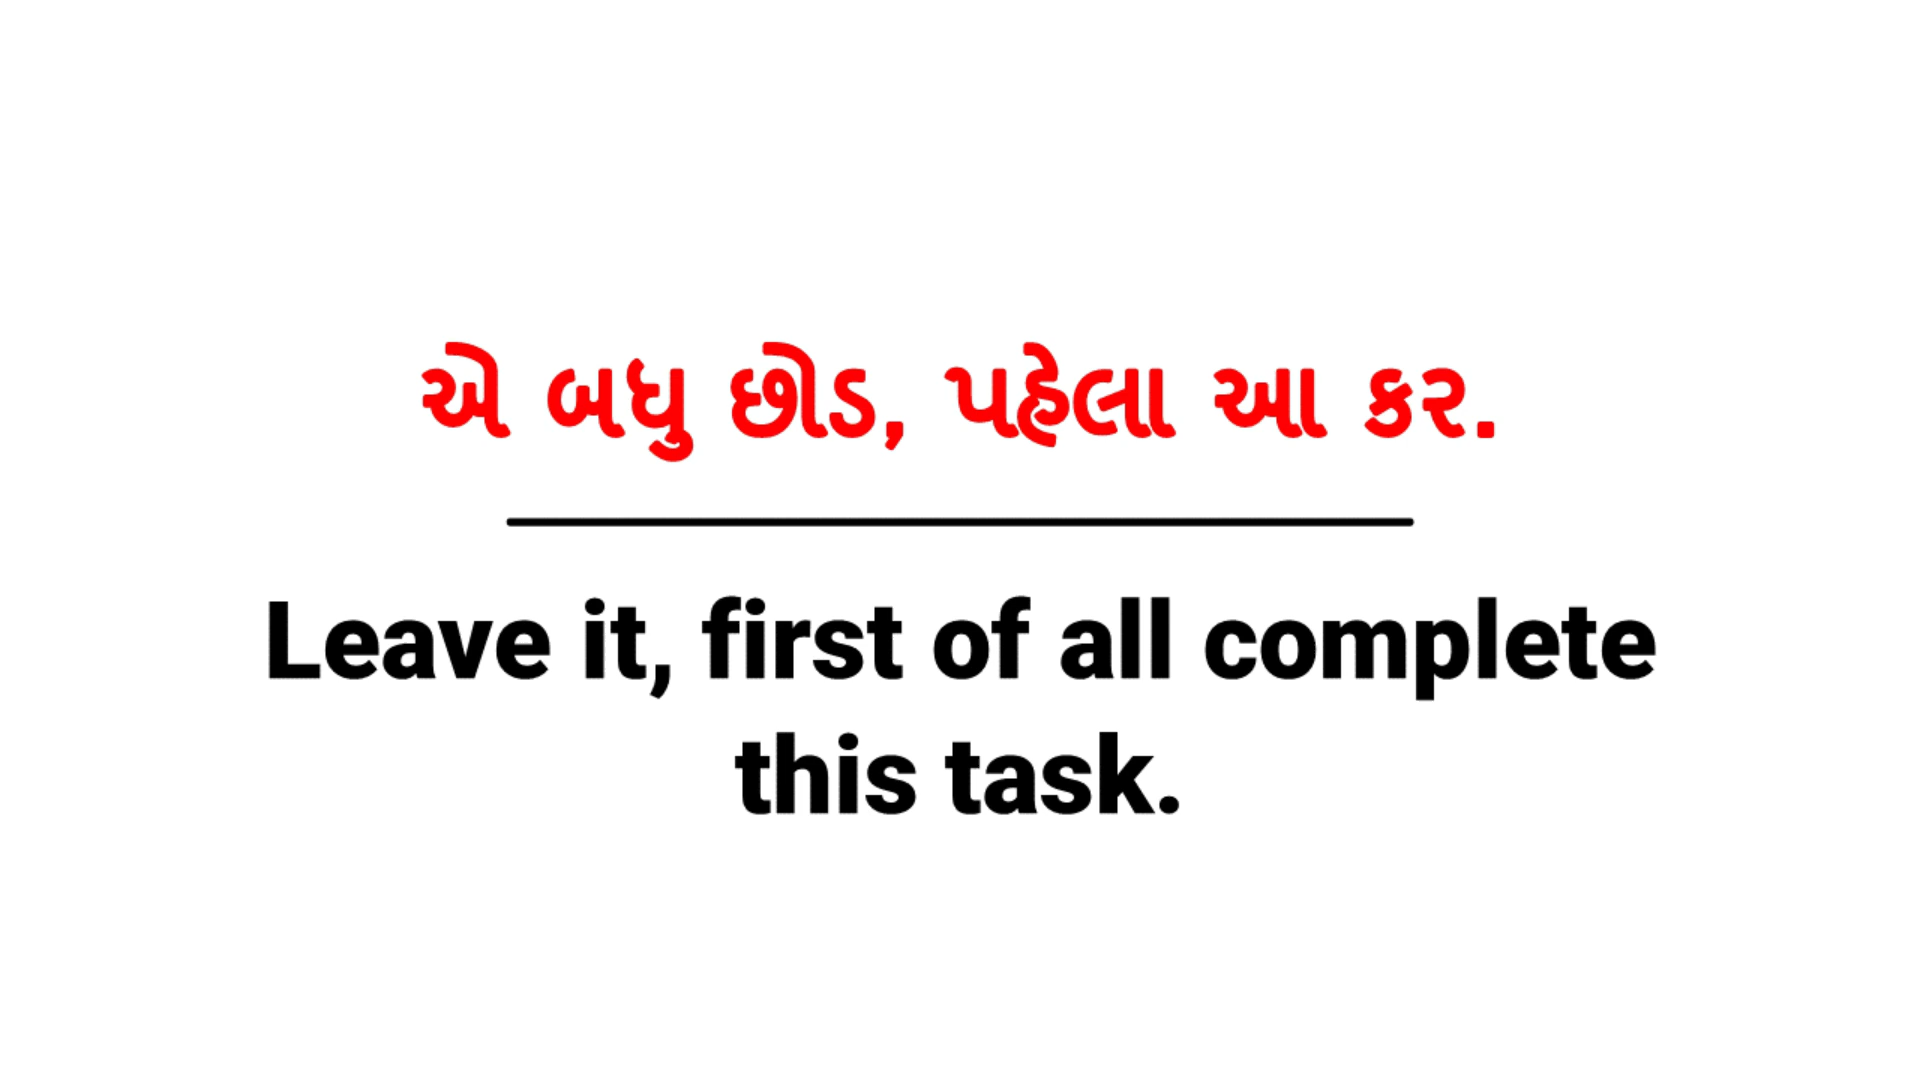 એ બધુ છોડ, પહેલા આ કર.
Leave it, first of all complete
this task.